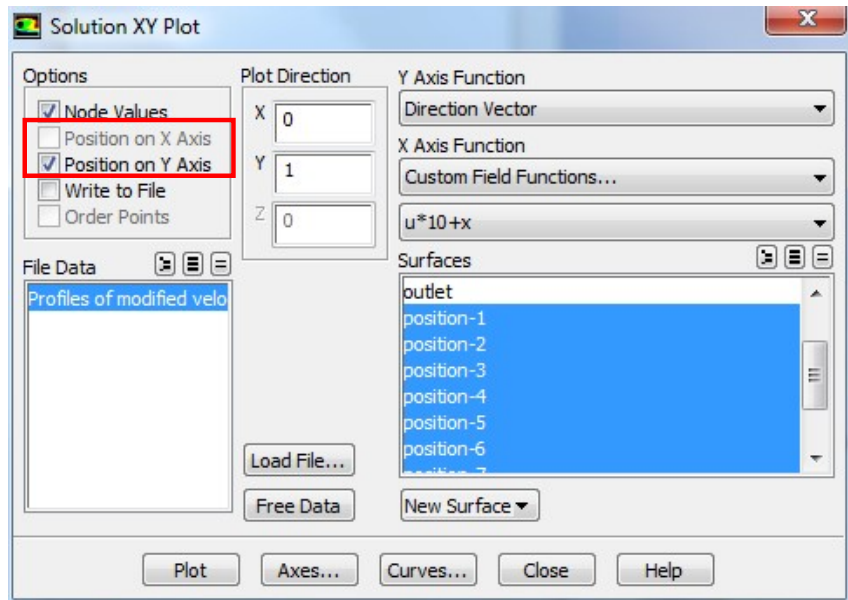 Solution XY Plot
Options
Node Values
Position on X Axis
Position on Y Axis
Write to File
Order Points
Plot Direction
X 0
Y 1
Z 0
Y Axis Function
Direction Vector
X Axis Function
Custom Field Functions...
u*10+x
File Data
Profiles of modified velo
Surfaces
outlet
position-1
position-2
position-3
position-4
position-5
position-6
position-7
Load File...
Free Data
New Surface
Plot Axes... Curves... Close Help